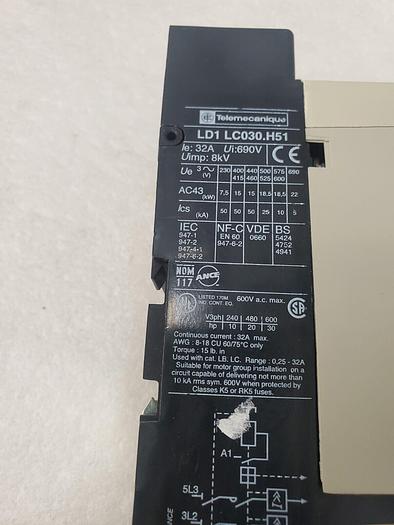 Telemecanique
LD1 LC030.H51
Ie: 32A Ui:690V
Uimp: 8kV
CE
Ue 3~ (V) 230 400 415 440 460 500 525 575 600 690
AC43 (kW) 7,5 15 15 18,5 18,5 22
Ics (kA) 50 50 50 25 10 5
IEC NF-C VDE BS
947-1 EN 60 0660 5424
947-2 947-6-2 4752
947-4-1 4941
947-6-2
NOM
117
ANCE
UL LISTED 170M
IND. CONT. EQ.
600V a.c. max.
SA
V3ph 240 480 600
hp 10 20 30
Continuous current : 32A max.
AWG : 8-18 CU 60/75°C only
Torque : 15 lb. in
Used with cat. LB. LC. Range : 0,25 - 32A
Suitable for motor group installation on a
circuit capable of delivering not more than
10 kA rms sym. 600V when protected by
Classes K5 or RK5 fuses.
A1
5L3
3L2